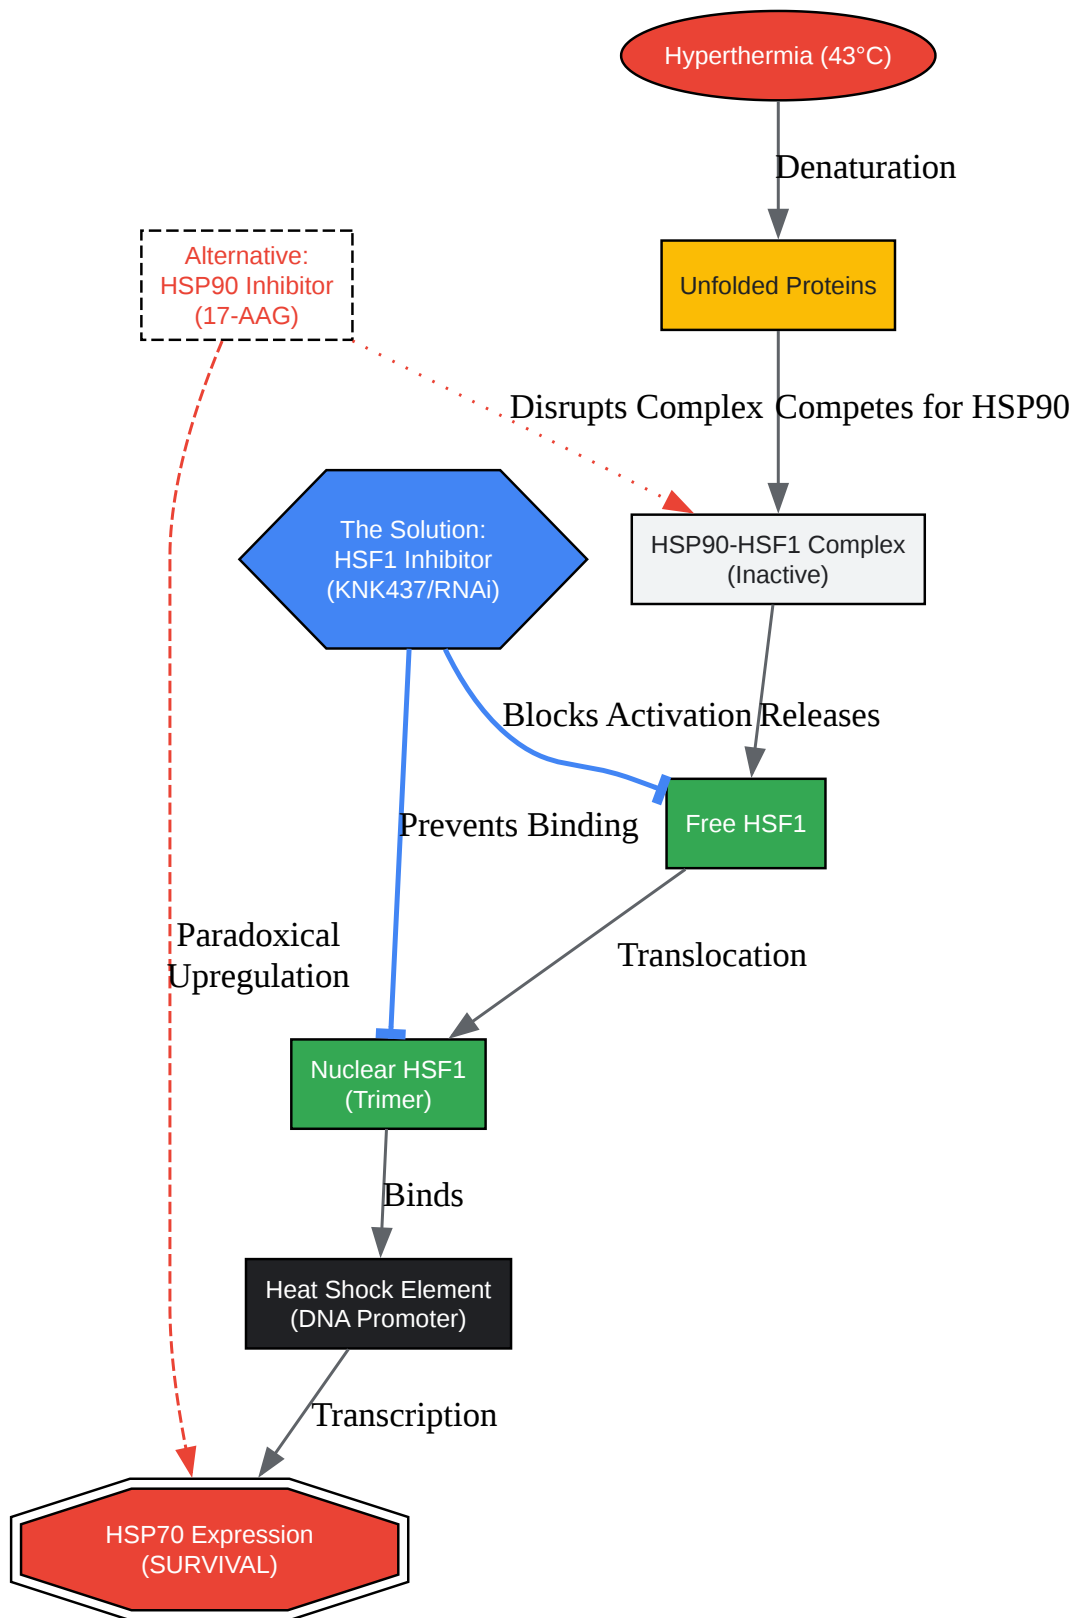 Hyperthermia (43°C)
Denaturation
Alternative:
HSP90 Inhibitor
(17-AAG)
Unfolded Proteins
Disrupts Complex
Competes for HSP90
The Solution:
HSF1 Inhibitor
(KNK437/RNAi)
HSP90-HSF1 Complex
(Inactive)
Blocks Activation
Releases
Prevents Binding
Free HSF1
Paradoxical
Upregulation
Translocation
Nuclear HSF1
(Trimer)
Binds
Heat Shock Element
(DNA Promoter)
Transcription
HSP70 Expression
(SURVIVAL)